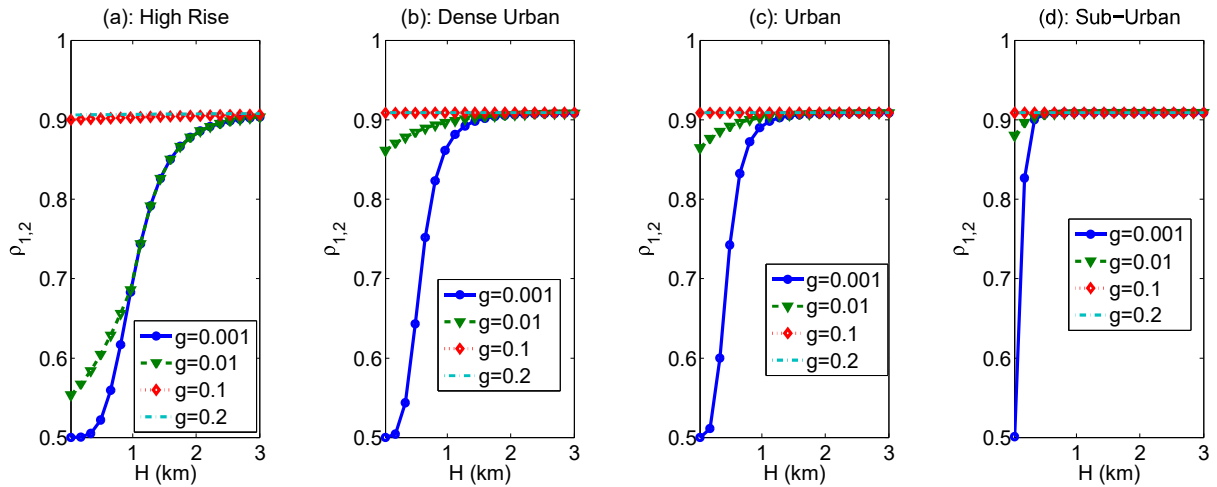 (a): High Rise
1
0.9
0.8
0.7
0.6
0.5
ρ1,2
1 2 3
H (km)
g=0.001
g=0.01
g=0.1
g=0.2
(b): Dense Urban
1
0.9
0.8
0.7
0.6
0.5
ρ1,2
1 2 3
H (km)
g=0.001
g=0.01
g=0.1
g=0.2
(c): Urban
1
0.9
0.8
0.7
0.6
0.5
ρ1,2
1 2 3
H (km)
g=0.001
g=0.01
g=0.1
g=0.2
(d): Sub−Urban
1
0.9
0.8
0.7
0.6
0.5
ρ1,2
1 2 3
H (km)
g=0.001
g=0.01
g=0.1
g=0.2